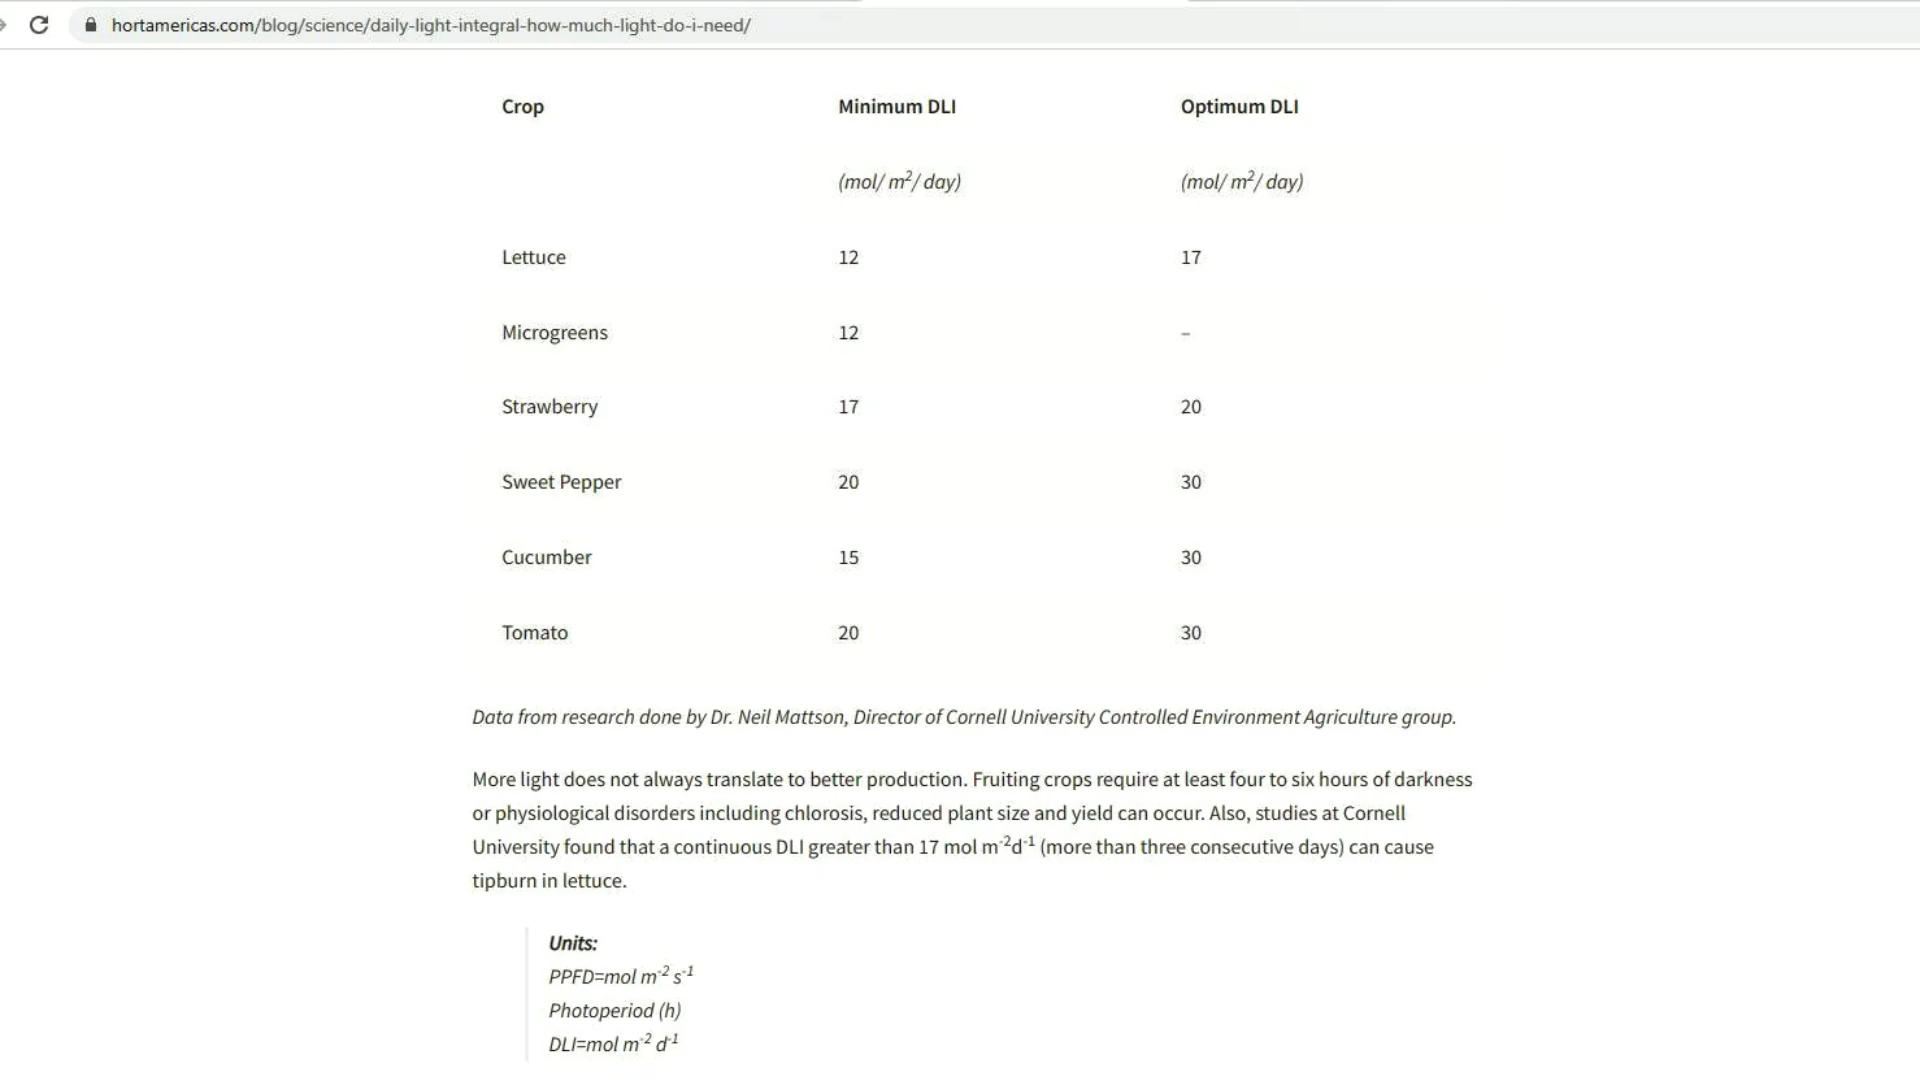 hortamericas.com/blog/science/daily-light-integral-how-much-light-do-i-need/
Crop Minimum DLI Optimum DLI
(mol/ m²/ day) (mol/ m²/ day)
Lettuce 12 17
Microgreens 12 –
Strawberry 17 20
Sweet Pepper 20 30
Cucumber 15 30
Tomato 20 30
Data from research done by Dr. Neil Mattson, Director of Cornell University Controlled Environment Agriculture group.
More light does not always translate to better production. Fruiting crops require at least four to six hours of darkness
or physiological disorders including chlorosis, reduced plant size and yield can occur. Also, studies at Cornell
University found that a continuous DLI greater than 17 mol m⁻²d⁻¹ (more than three consecutive days) can cause
tipburn in lettuce.
Units:
PPFD=mol m⁻² s⁻¹
Photoperiod (h)
DLI=mol m⁻² d⁻¹